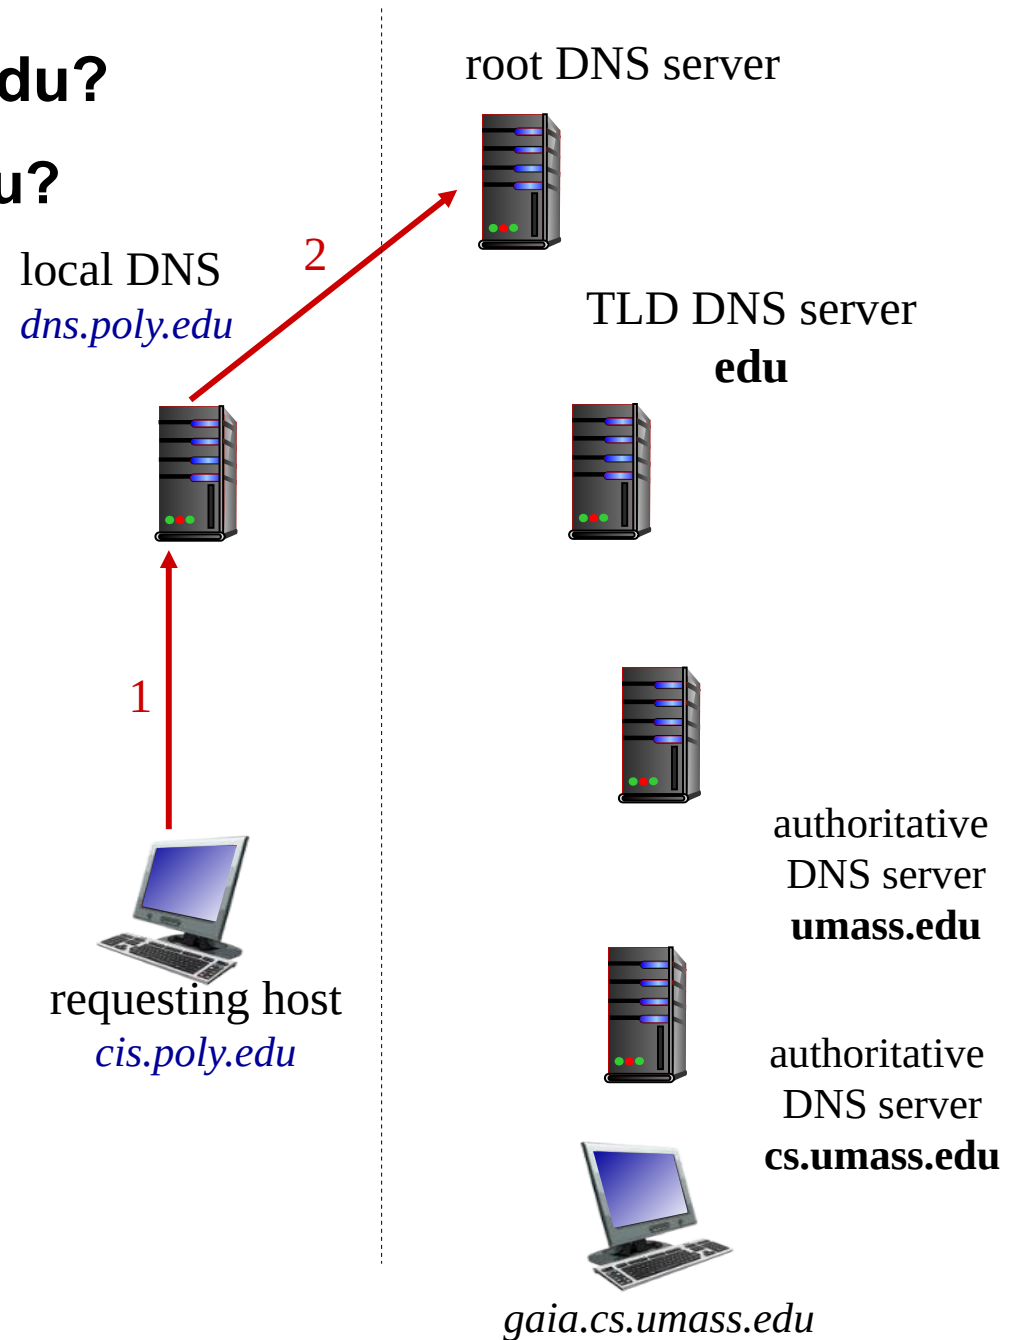 du?
u?
root DNS server
local DNS
dns.poly.edu
2
TLD DNS server
edu
1
authoritative
DNS server
umass.edu
requesting host
cis.poly.edu
authoritative
DNS server
cs.umass.edu
gaia.cs.umass.edu